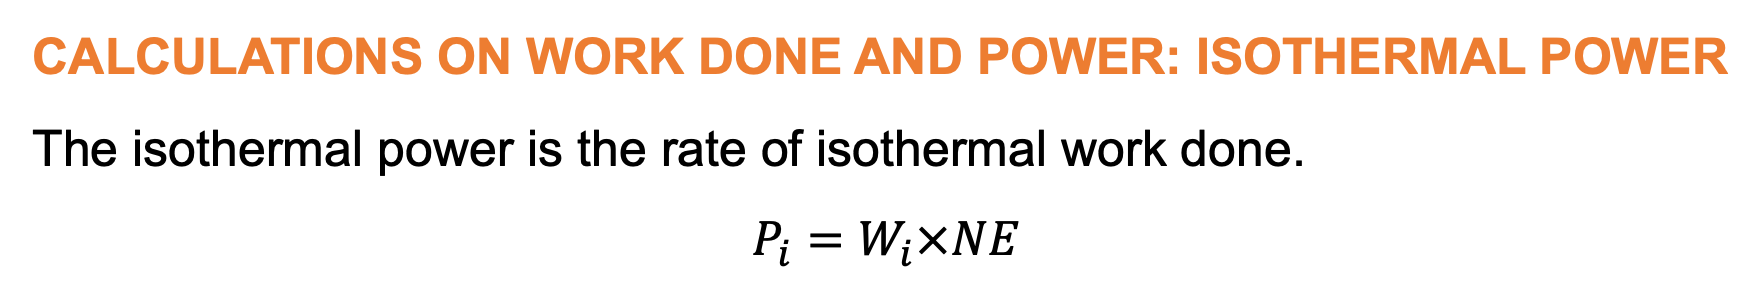 CALCULATIONS ON WORK DONE AND POWER: ISOTHERMAL POWER
The isothermal power is the rate of isothermal work done.
Pᵢ = Wᵢ×NE